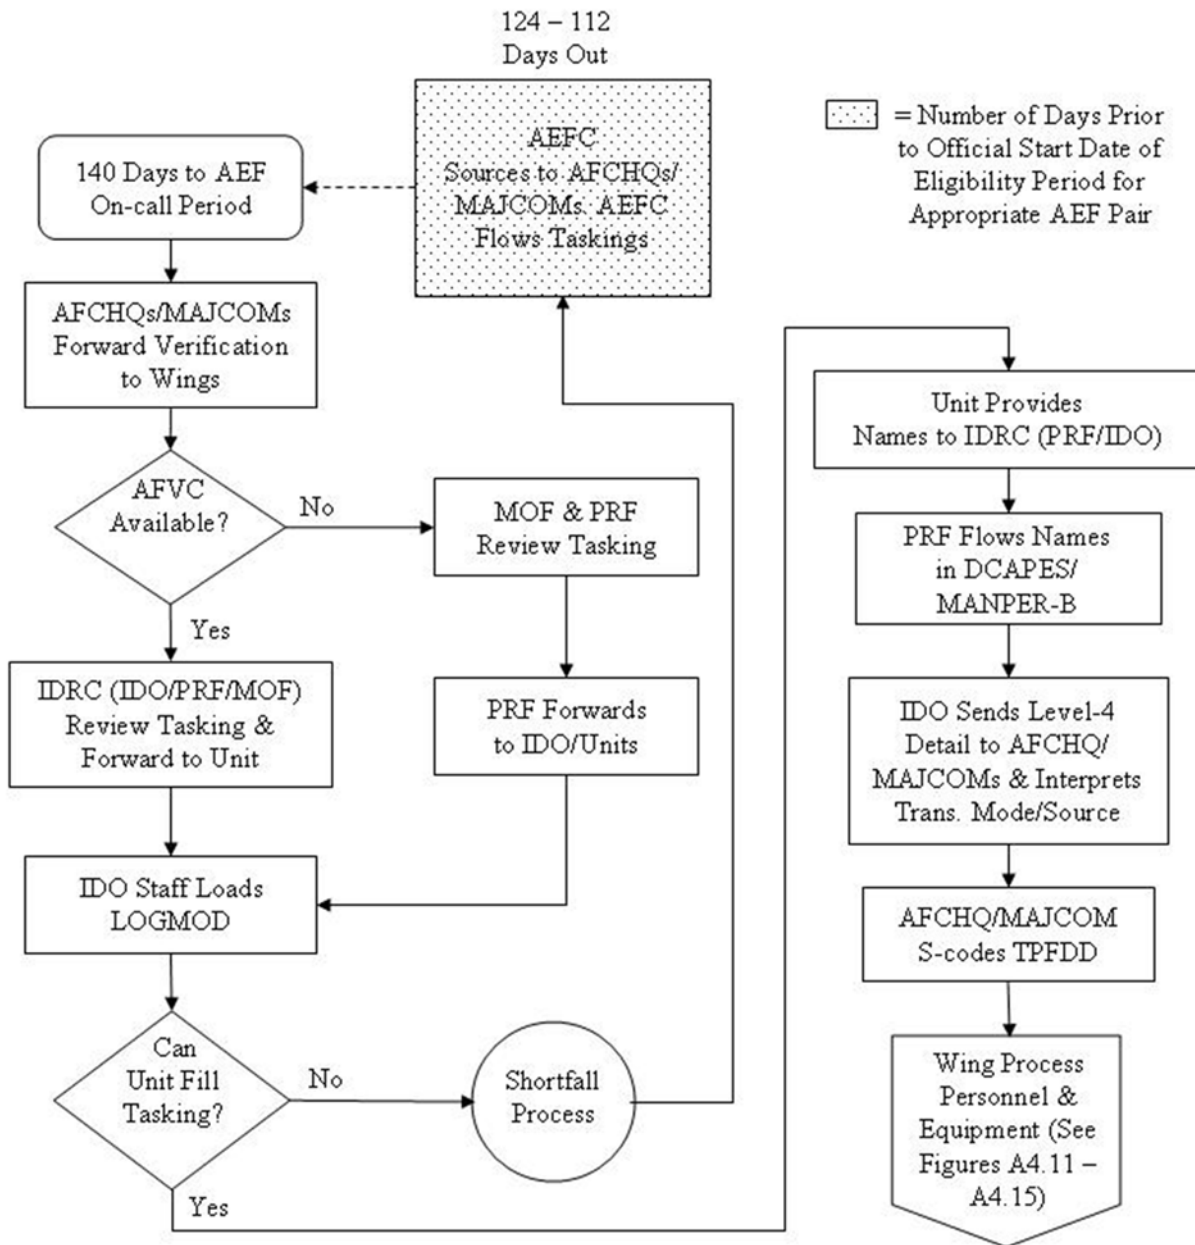 124 – 112
Days Out
AEFC
Sources to AFCHQs/
MAJCOMs. AEFC
Flows Taskings
= Number of Days Prior
to Official Start Date of
Eligibility Period for
Appropriate AEF Pair
140 Days to AEF
On-call Period
AFCHQs/MAJCOMs
Forward Verification
to Wings
AFVC
Available?
No
MOF & PRF
Review Tasking
Yes
IDRC (IDO/PRF/MOF)
Review Tasking &
Forward to Unit
PRF Forwards
to IDO/Units
IDO Staff Loads
LOGMOD
Can
Unit Fill
Tasking?
No
Shortfall
Process
Yes
Unit Provides
Names to IDRC (PRF/IDO)
PRF Flows Names
in DCAPES/
MANPER-B
IDO Sends Level-4
Detail to AFCHQ/
MAJCOMs & Interprets
Trans. Mode/Source
AFCHQ/MAJCOM
S-codes TPFDD
Wing Process
Personnel &
Equipment (See
Figures A4.11 –
A4.15)